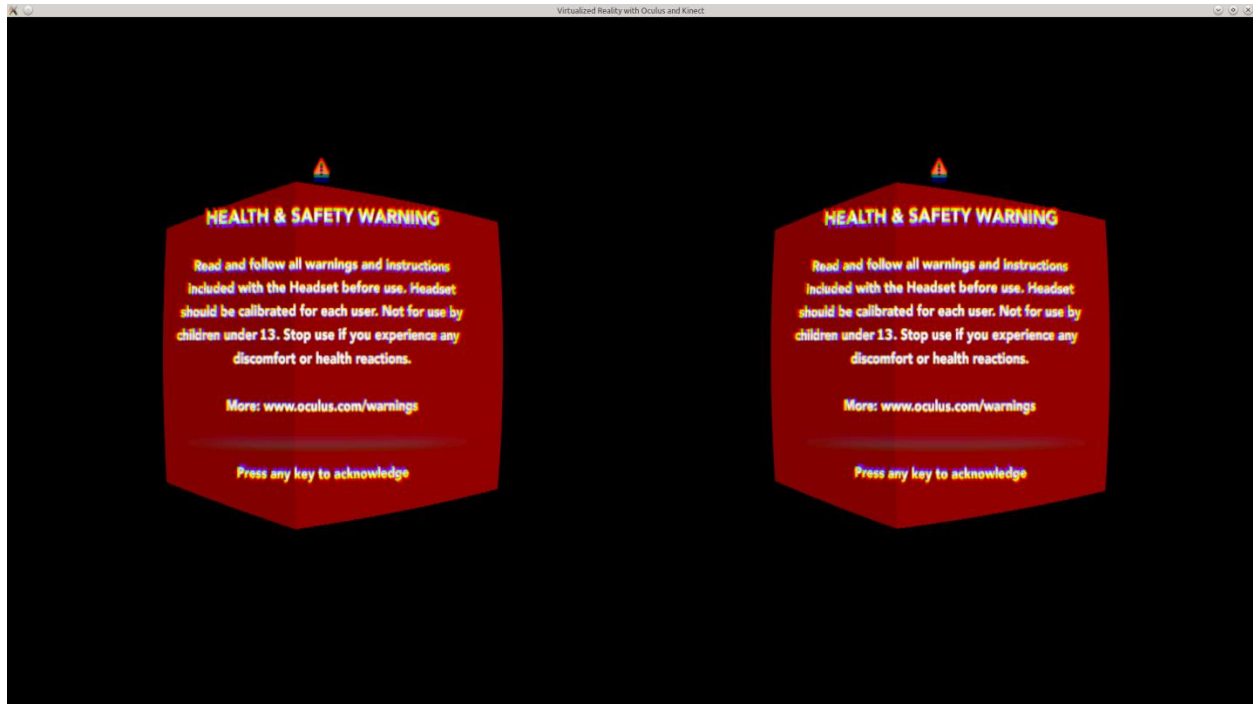 Virtualized Reality with Oculus and Kinect
HEALTH & SAFETY WARNING
Read and follow all warnings and instructions
included with the Headset before use. Headset
should be calibrated for each user. Not for use by
children under 13. Stop use if you experience any
discomfort or health reactions.
More: www.oculus.com/warnings
Press any key to acknowledge
HEALTH & SAFETY WARNING
Read and follow all warnings and instructions
included with the Headset before use. Headset
should be calibrated for each user. Not for use by
children under 13. Stop use if you experience any
discomfort or health reactions.
More: www.oculus.com/warnings
Press any key to acknowledge